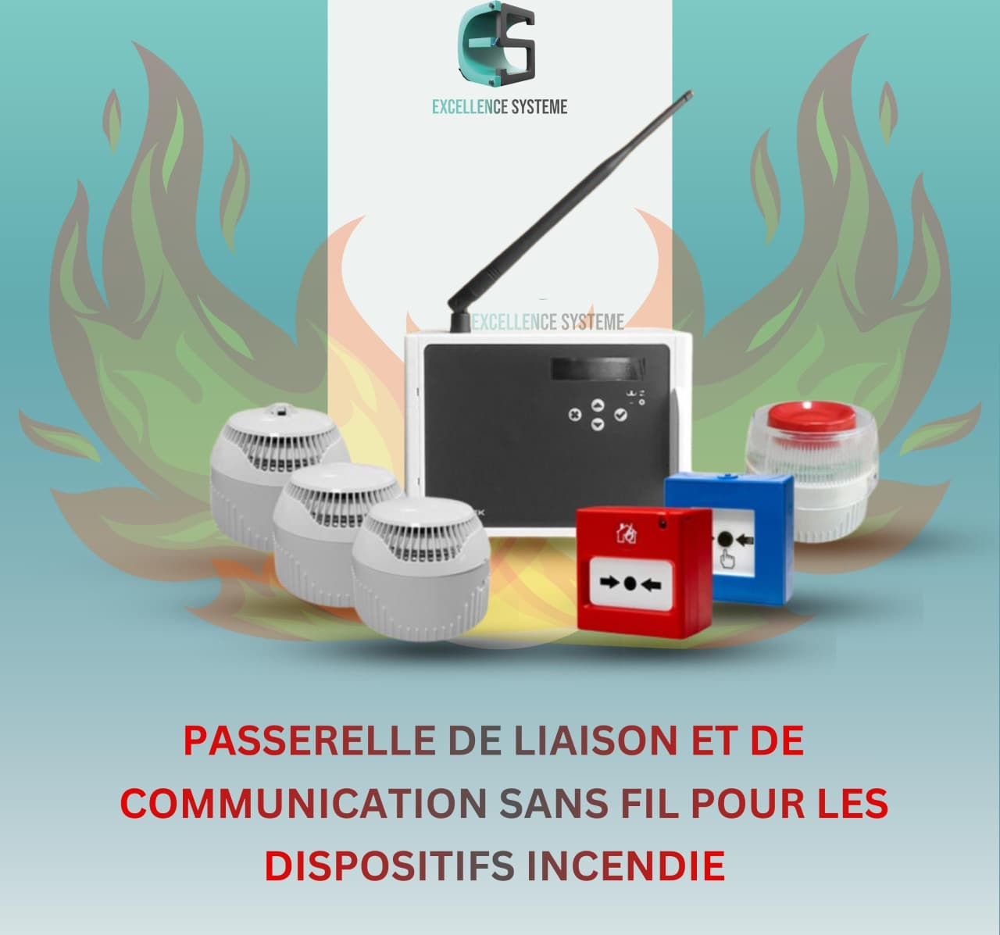 EXCELLENCE SYSTEME
EXCELLENCE SYSTEME
PASSERELLE DE LIAISON ET DE
COMMUNICATION SANS FIL POUR LES
DISPOSITIFS INCENDIE